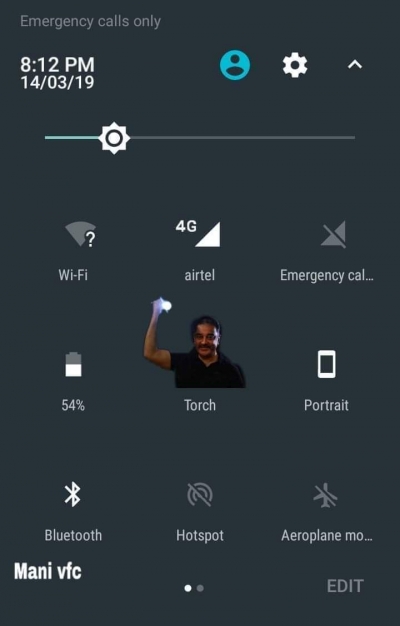 Emergency calls only
8:12 PM
14/03/19
4G
?
Wi-Fi airtel Emergency cal...
54% Torch Portrait
Bluetooth Hotspot Aeroplane mo...
Mani vfc
EDIT